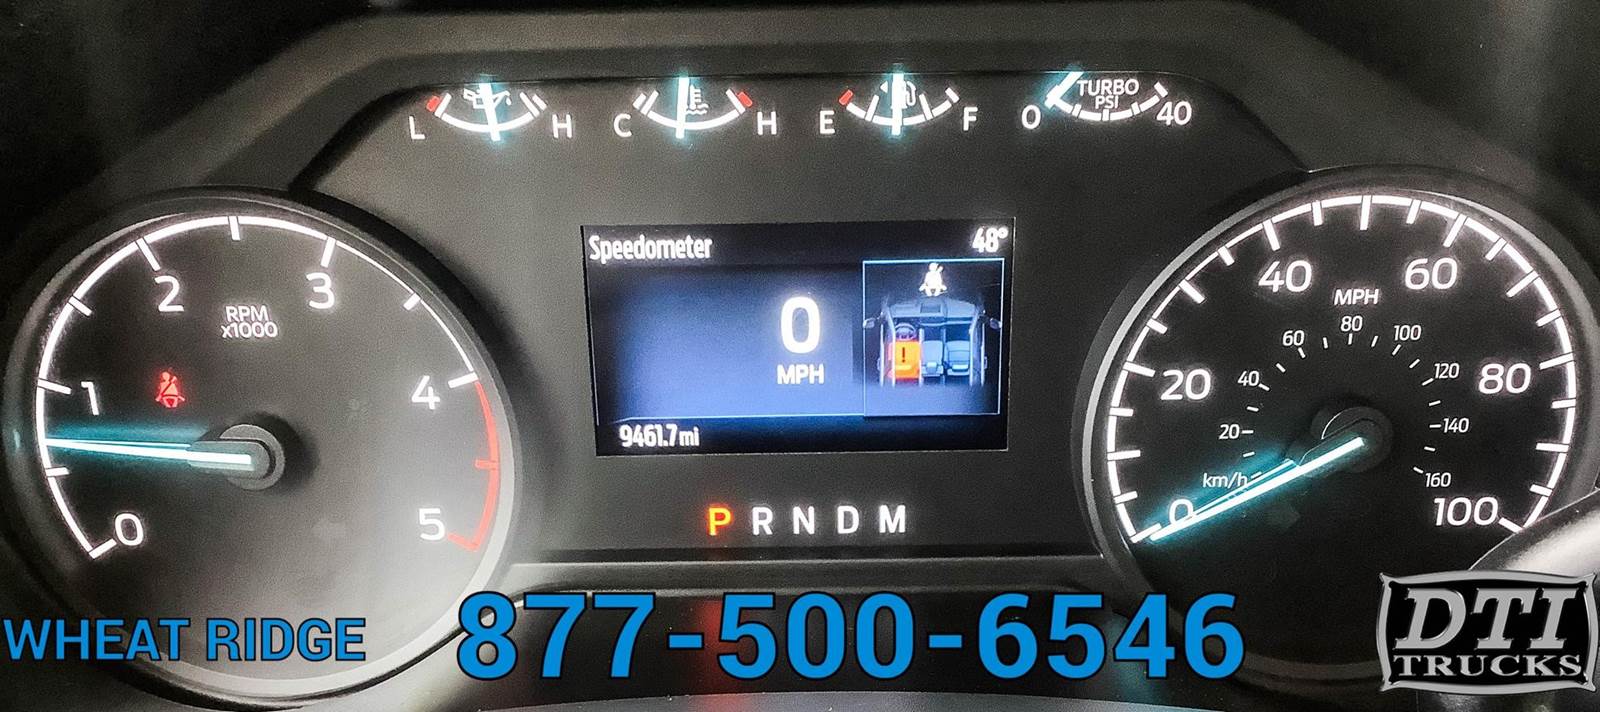 L H C H E F 0 TURBO PSI 40
Speedometer 48°
0
MPH
9461.7 mi
P R N D M
0 1 2 3 4 5
RPM
x1000
0 20 40 60 80 100
MPH
20 40 60 80 100 120 140 160
km/h
WHEAT RIDGE
877-500-6546
DTI
TRUCKS